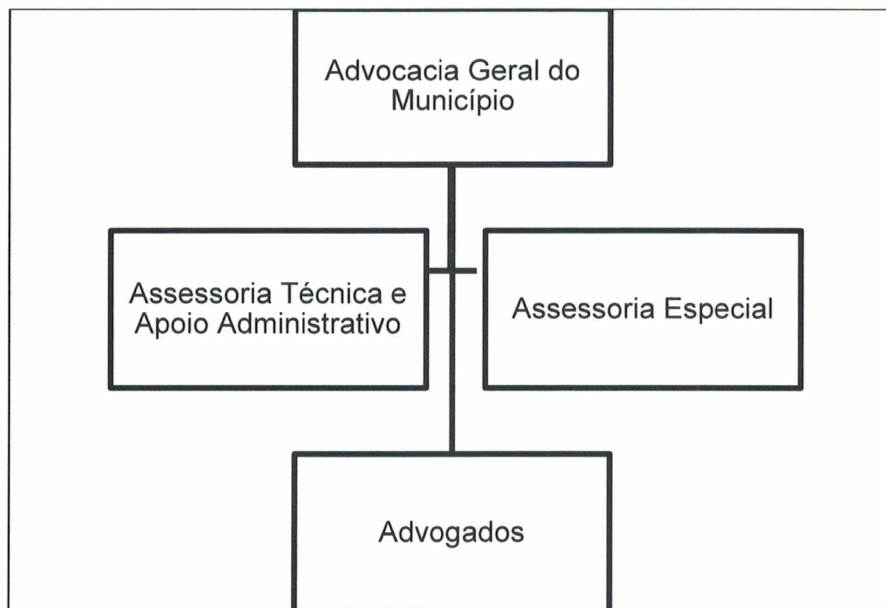 Advocacia Geral do
Município
Assessoria Técnica e
Apoio Administrativo
Assessoria Especial
Advogados